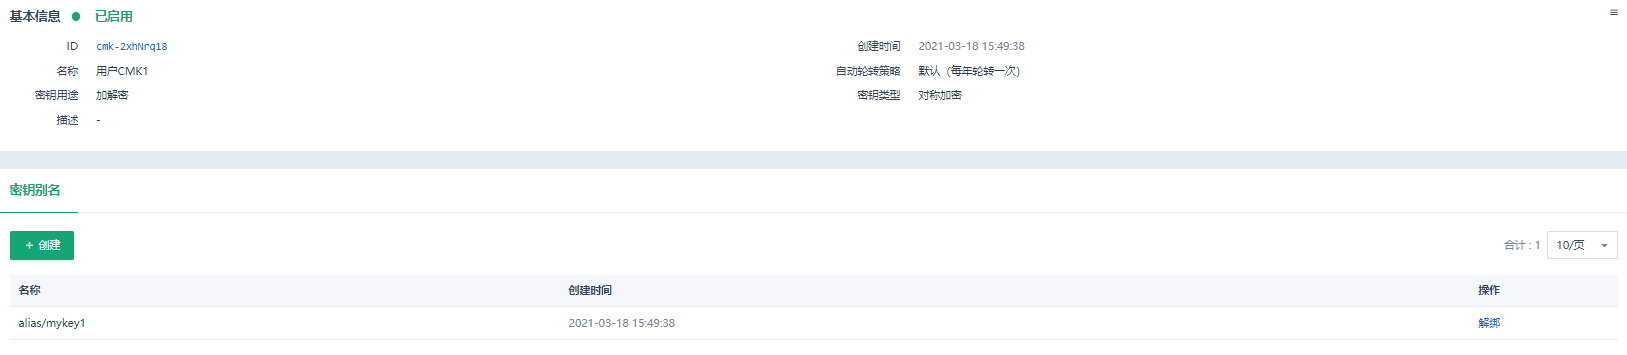 基本信息 已启用
ID cmk-2xhNrq18 创建时间 2021-03-18 15:49:38
名称 用户CMK1 自动轮转策略 默认（每年轮转一次）
密钥用途 加解密 密钥类型 对称加密
描述 -
密钥别名
+ 创建 合计 : 1 10/页
名称 创建时间 操作
alias/mykey1 2021-03-18 15:49:38 解绑